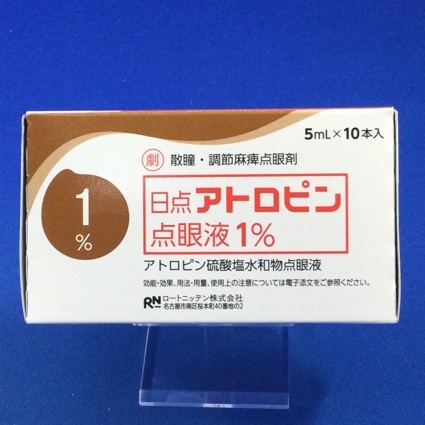 5mL×10本入
劇 散瞳・調節麻痺点眼剤
1
%
日点アトロピン
点眼液1%
アトロピン硫酸塩水和物点眼液
効能・効果、用法・用量、使用上の注意については電子添文をご参照ください。
RN ロートニッテン株式会社
名古屋市南区桜本町40番地の2